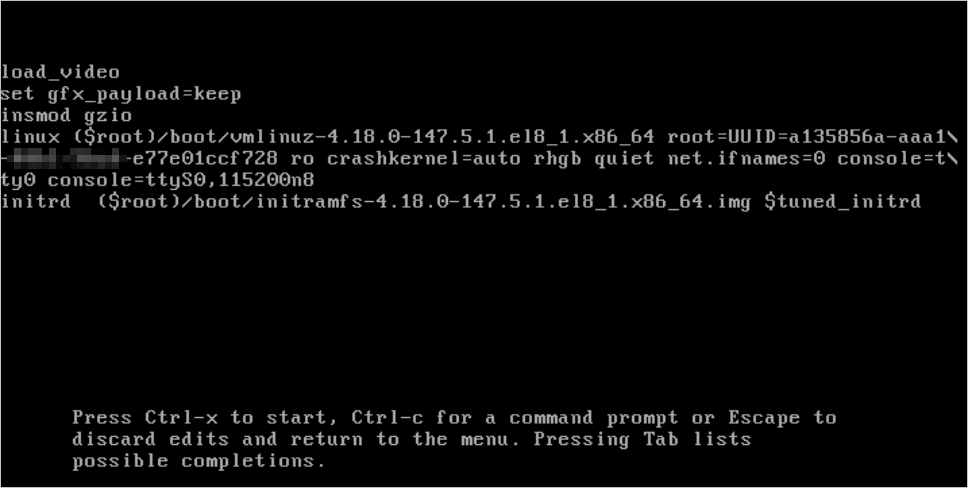 load_video
set gfx_payload=keep
insmod gzio
linux ($root)/boot/vmlinuz-4.18.0-147.5.1.el8_1.x86_64 root=UUID=a135856a-aaa1\
-e77e01ccf728 ro crashkernel=auto rhgb quiet net.ifnames=0 console=t\
ty0 console=ttyS0,115200n8
initrd  ($root)/boot/initramfs-4.18.0-147.5.1.el8_1.x86_64.img $tuned_initrd
Press Ctrl-x to start, Ctrl-c for a command prompt or Escape to
discard edits and return to the menu. Pressing Tab lists
possible completions.